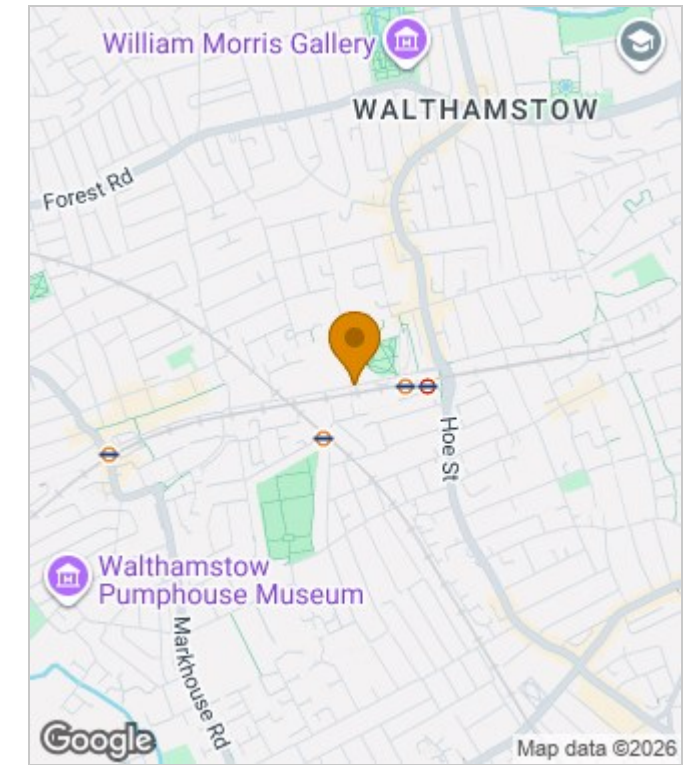 William Morris Gallery
WALTHAMSTOW
Forest Rd
Hoe St
Walthamstow
Pumphouse Museum
Markhouse Rd
Google
Map data ©2026